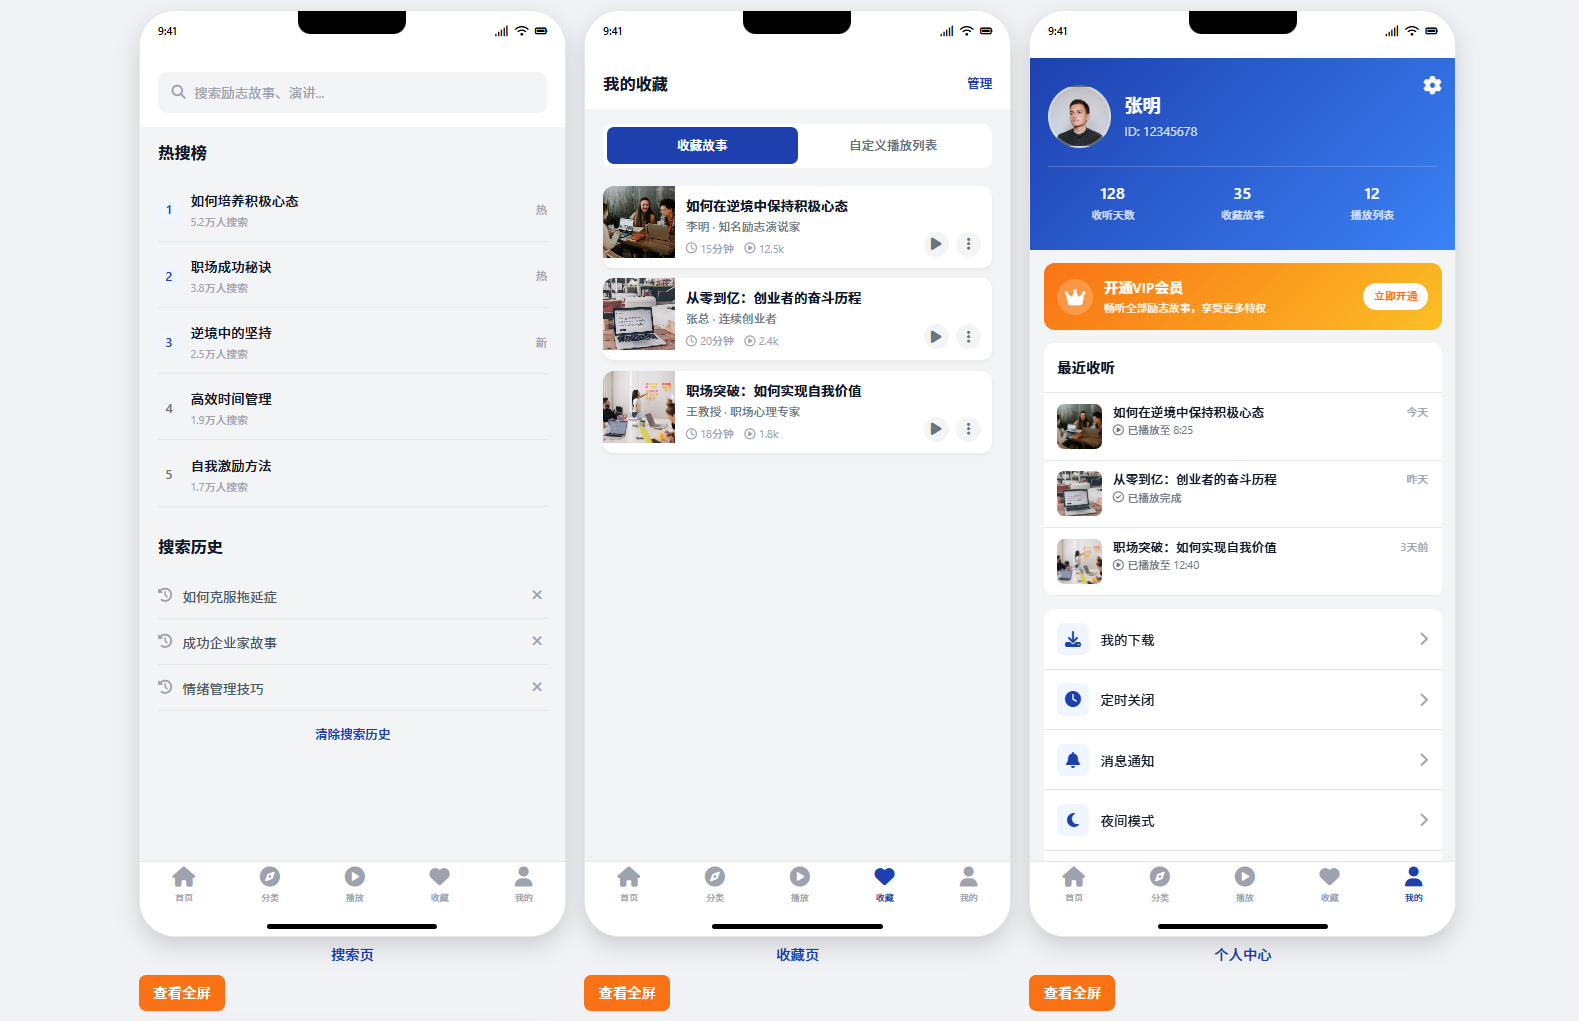 9:41
搜索励志故事、演讲...
热搜榜
1
如何培养积极心态
5.2万人搜索
热
2
职场成功秘诀
3.8万人搜索
热
3
逆境中的坚持
2.5万人搜索
新
4
高效时间管理
1.9万人搜索
5
自我激励方法
1.7万人搜索
搜索历史
如何克服拖延症
成功企业家故事
情绪管理技巧
清除搜索历史
首页 分类 播放 收藏 我的
搜索页
查看全屏
9:41
我的收藏 管理
收藏故事 自定义播放列表
如何在逆境中保持积极心态
李明 · 知名励志演说家
15分钟 12.5k
从零到亿：创业者的奋斗历程
张总 · 连续创业者
20分钟 2.4k
职场突破：如何实现自我价值
王教授 · 职场心理专家
18分钟 1.8k
首页 分类 播放 收藏 我的
收藏页
查看全屏
9:41
张明
ID: 12345678
128 35 12
收听天数 收藏故事 播放列表
开通VIP会员
畅听全部励志故事，享受更多特权
立即开通
最近收听
如何在逆境中保持积极心态 今天
已播放至 8:25
从零到亿：创业者的奋斗历程 昨天
已播放完成
职场突破：如何实现自我价值 3天前
已播放至 12:40
我的下载
定时关闭
消息通知
夜间模式
首页 分类 播放 收藏 我的
个人中心
查看全屏